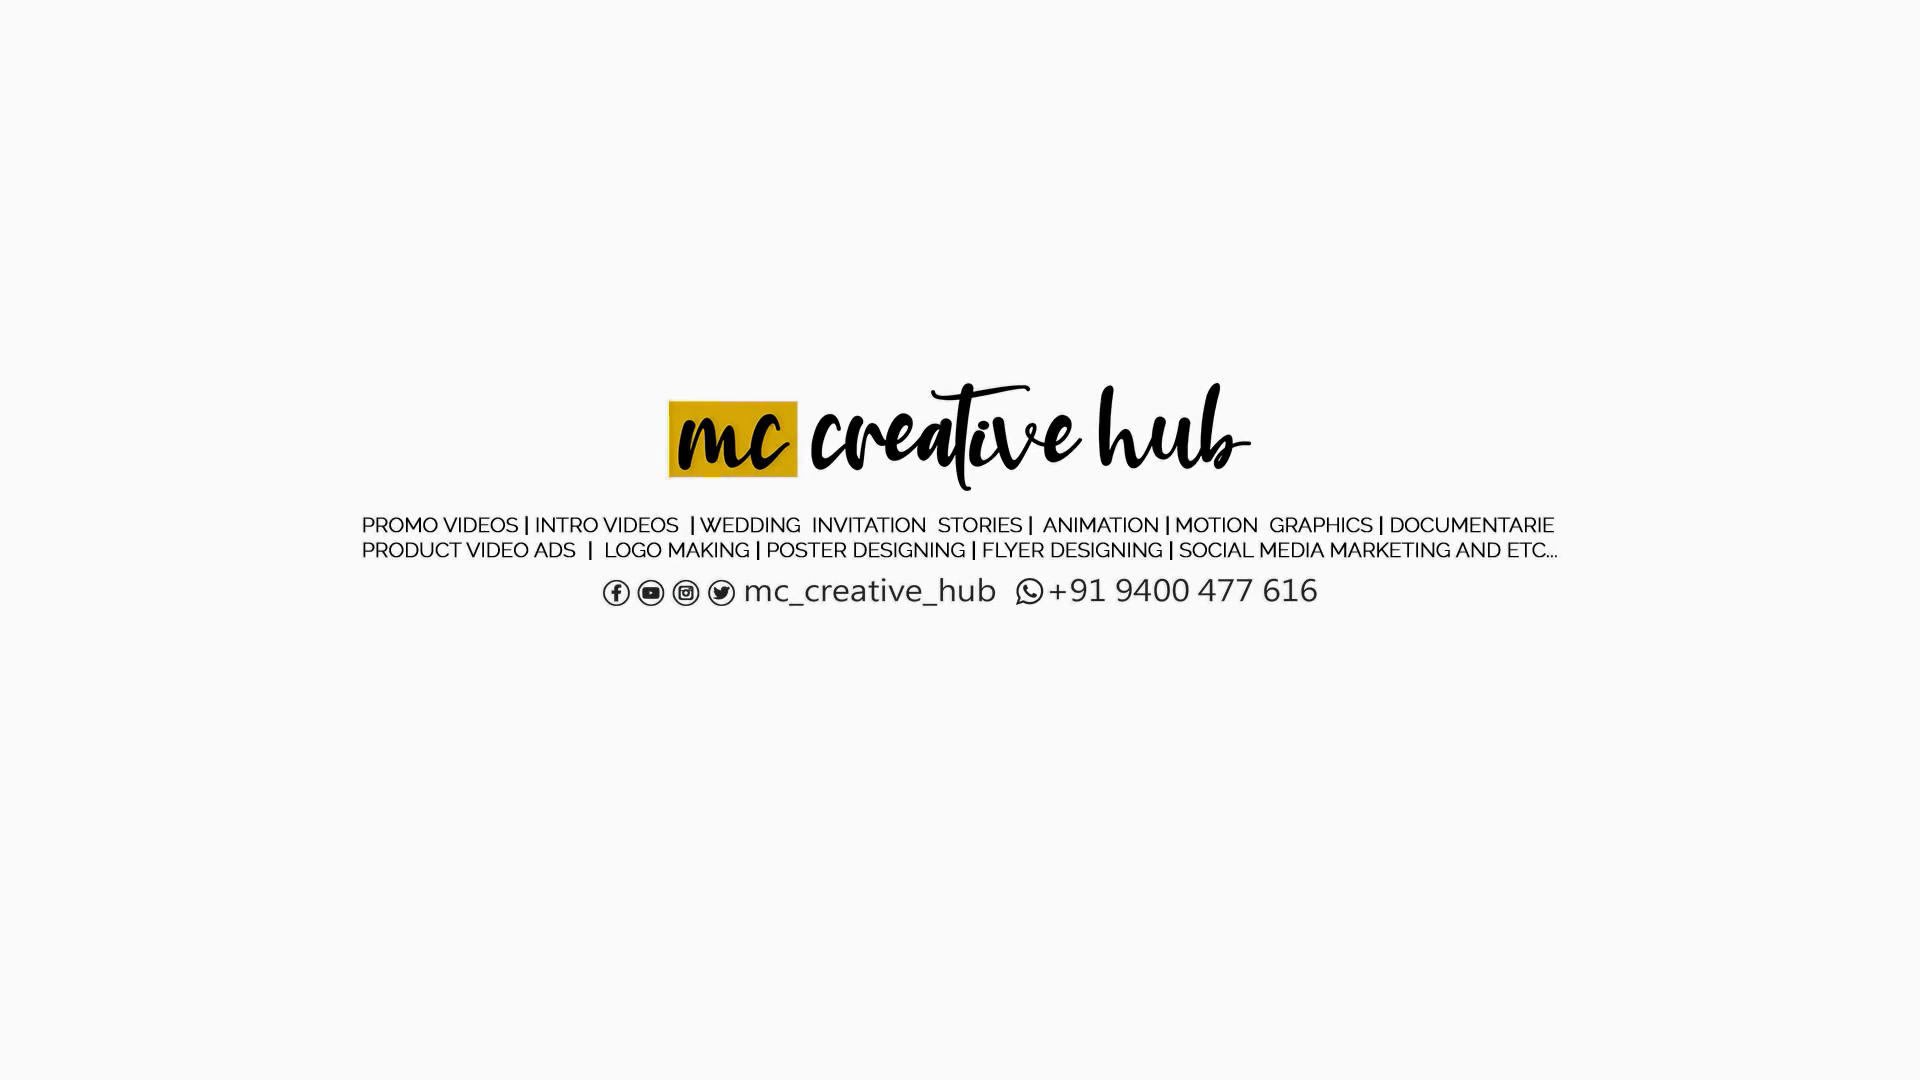 mc creative hub
PROMO VIDEOS | INTRO VIDEOS | WEDDING INVITATION STORIES | ANIMATION | MOTION GRAPHICS | DOCUMENTARIE
PRODUCT VIDEO ADS | LOGO MAKING | POSTER DESIGNING | FLYER DESIGNING | SOCIAL MEDIA MARKETING AND ETC...
mc_creative_hub +91 9400 477 616